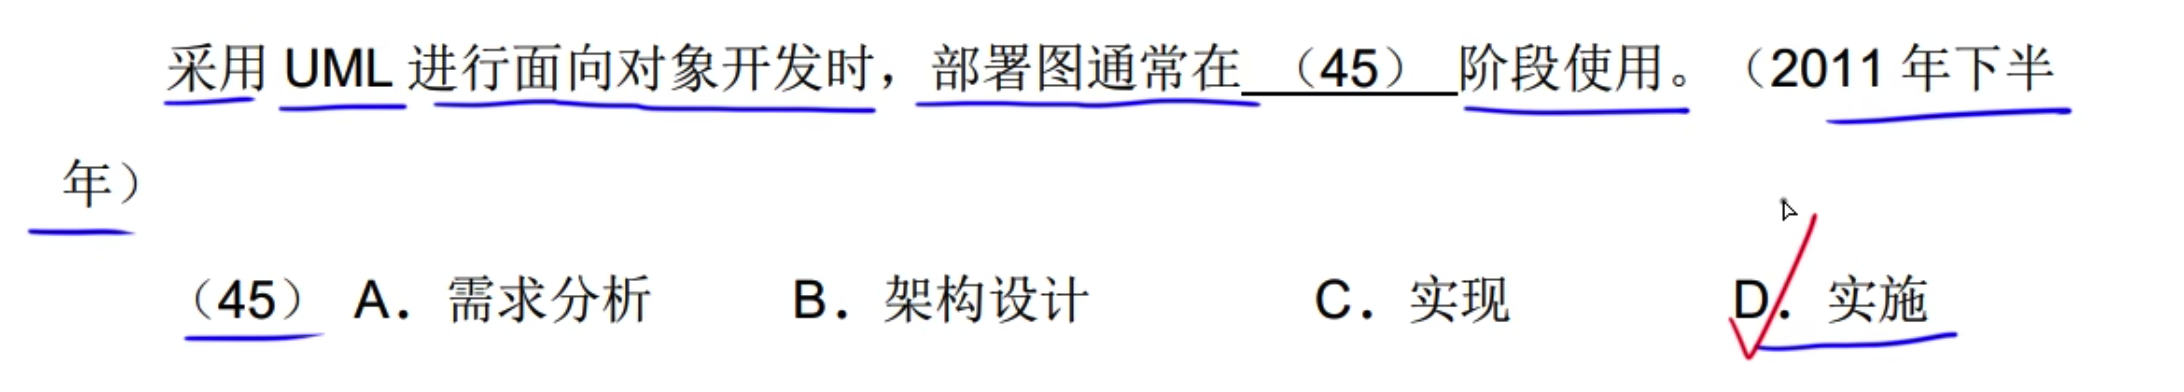 采用 UML 进行面向对象开发时，部署图通常在 （45） 阶段使用。（2011 年下半
年）
（45） A．需求分析 B．架构设计 C．实现 D．实施